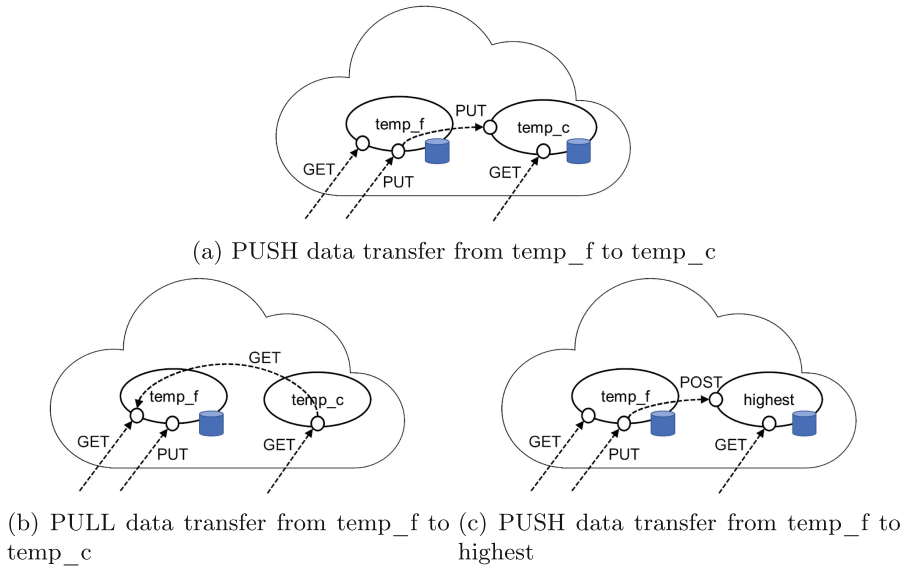 temp_f
PUT
temp_c
GET
PUT
GET
(a) PUSH data transfer from temp_f to temp_c
GET
temp_f
temp_c
GET
PUT
GET
(b) PULL data transfer from temp_f to
temp_c
temp_f
POST
highest
GET
PUT
GET
(c) PUSH data transfer from temp_f to
highest